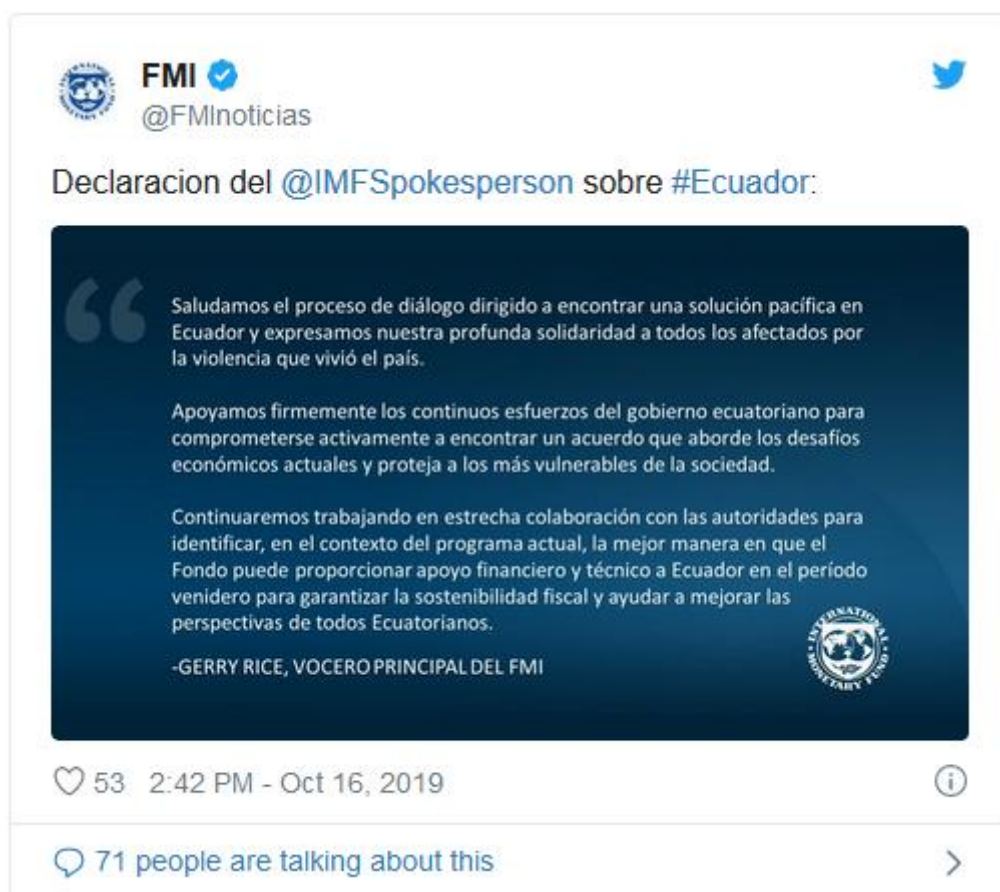 FMI
@FMInoticias
Declaracion del @IMFSpokesperson sobre #Ecuador:
“
Saludamos el proceso de diálogo dirigido a encontrar una solución pacífica en
Ecuador y expresamos nuestra profunda solidaridad a todos los afectados por
la violencia que vivió el país.
Apoyamos firmemente los continuos esfuerzos del gobierno ecuatoriano para
comprometerse activamente a encontrar un acuerdo que aborde los desafíos
económicos actuales y proteja a los más vulnerables de la sociedad.
Continuaremos trabajando en estrecha colaboración con las autoridades para
identificar, en el contexto del programa actual, la mejor manera en que el
Fondo puede proporcionar apoyo financiero y técnico a Ecuador en el período
venidero para garantizar la sostenibilidad fiscal y ayudar a mejorar las
perspectivas de todos Ecuatorianos.
-GERRY RICE, VOCERO PRINCIPAL DEL FMI
INTERNATIONAL MONETARY FUND
53 2:42 PM - Oct 16, 2019
71 people are talking about this